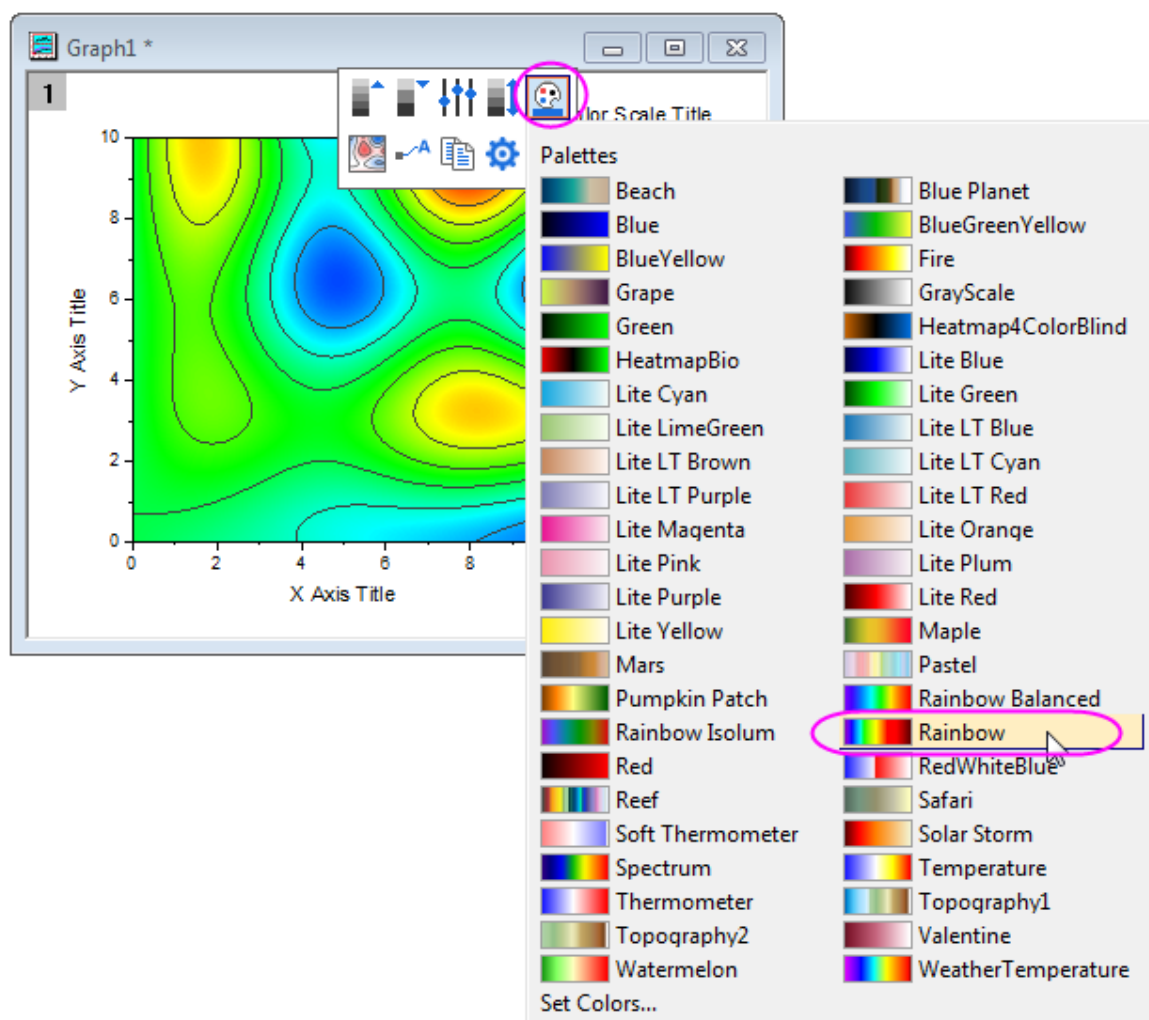 Graph1 *
1
lor Scale Title
10
8
6
4
2
0
Y Axis Title
0 2 4 6 8
X Axis Title
A
Palettes
Beach Blue Planet
Blue BlueGreenYellow
BlueYellow Fire
Grape GrayScale
Green Heatmap4ColorBlind
HeatmapBio Lite Blue
Lite Cyan Lite Green
Lite LimeGreen Lite LT Blue
Lite LT Brown Lite LT Cyan
Lite LT Purple Lite LT Red
Lite Magenta Lite Orange
Lite Pink Lite Plum
Lite Purple Lite Red
Lite Yellow Maple
Mars Pastel
Pumpkin Patch Rainbow Balanced
Rainbow Isolum Rainbow
Red RedWhiteBlue
Reef Safari
Soft Thermometer Solar Storm
Spectrum Temperature
Thermometer Topography1
Topography2 Valentine
Watermelon WeatherTemperature
Set Colors...